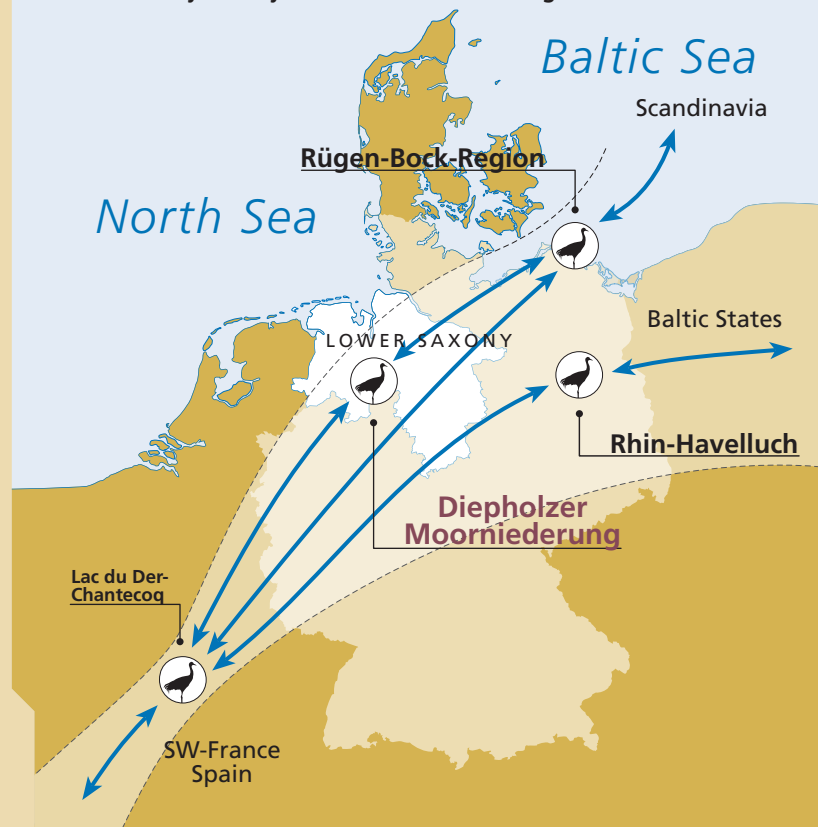 Baltic Sea
Scandinavia
Rügen-Bock-Region
North Sea
Baltic States
LOWER SAXONY
Rhin-Havelluch
Diepholzer
Moorniederung
Lac du Der-
Chantecoq
SW-France
Spain